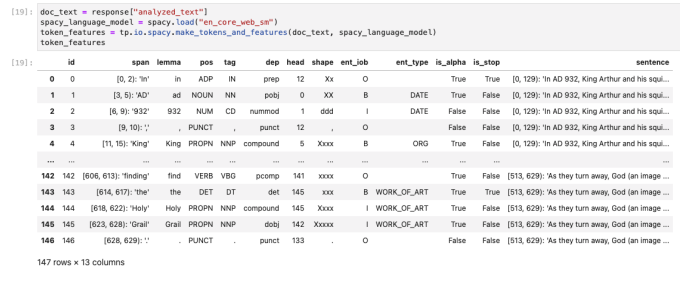 [19]: doc_text = response["analyzed_text"]
spacy_language_model = spacy.load("en_core_web_sm")
token_features = tp.io.spacy.make_tokens_and_features(doc_text, spacy_language_model)
token_features
[19]: id span lemma pos tag dep head shape ent_iob ent_type is_alpha is_stop sentence
0 0 [0, 2): 'In' in ADP IN prep 12 Xx O True True [0, 129): 'In AD 932, King Arthur and his squi...
1 1 [3, 5): 'AD' ad NOUN NN pobj 0 XX B DATE True False [0, 129): 'In AD 932, King Arthur and his squi...
2 2 [6, 9): '932' 932 NUM CD nummod 1 ddd I DATE False False [0, 129): 'In AD 932, King Arthur and his squi...
3 3 [9, 10): ',' , PUNCT , punct 12 , O False False [0, 129): 'In AD 932, King Arthur and his squi...
4 4 [11, 15): 'King' King PROPN NNP compound 5 Xxxx B ORG True False [0, 129): 'In AD 932, King Arthur and his squi...
... ... ... ... ... ... ... ... ... ... ... ... ... ...
142 142 [606, 613): 'finding' find VERB VBG pcomp 141 xxxx O True False [513, 629): 'As they turn away, God (an image ...
143 143 [614, 617): 'the' the DET DT det 145 xxx B WORK_OF_ART True True [513, 629): 'As they turn away, God (an image ...
144 144 [618, 622): 'Holy' Holy PROPN NNP compound 145 Xxxx I WORK_OF_ART True False [513, 629): 'As they turn away, God (an image ...
145 145 [623, 628): 'Grail' Grail PROPN NNP dobj 142 Xxxxx I WORK_OF_ART True False [513, 629): 'As they turn away, God (an image ...
146 146 [628, 629): '.' . PUNCT . punct 133 . O False False [513, 629): 'As they turn away, God (an image ...
147 rows × 13 columns